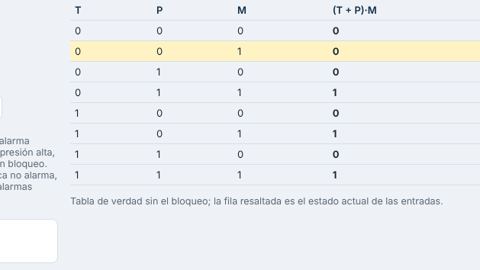 T P M (T + P)·M
0 0 0 0
0 0 1 0
0 1 0 0
0 1 1 1
1 0 0 0
1 0 1 1
1 1 0 0
1 1 1 1
alarma
presión alta,
n bloqueo.
ca no alarma,
alarmas
Tabla de verdad sin el bloqueo; la fila resaltada es el estado actual de las entradas.